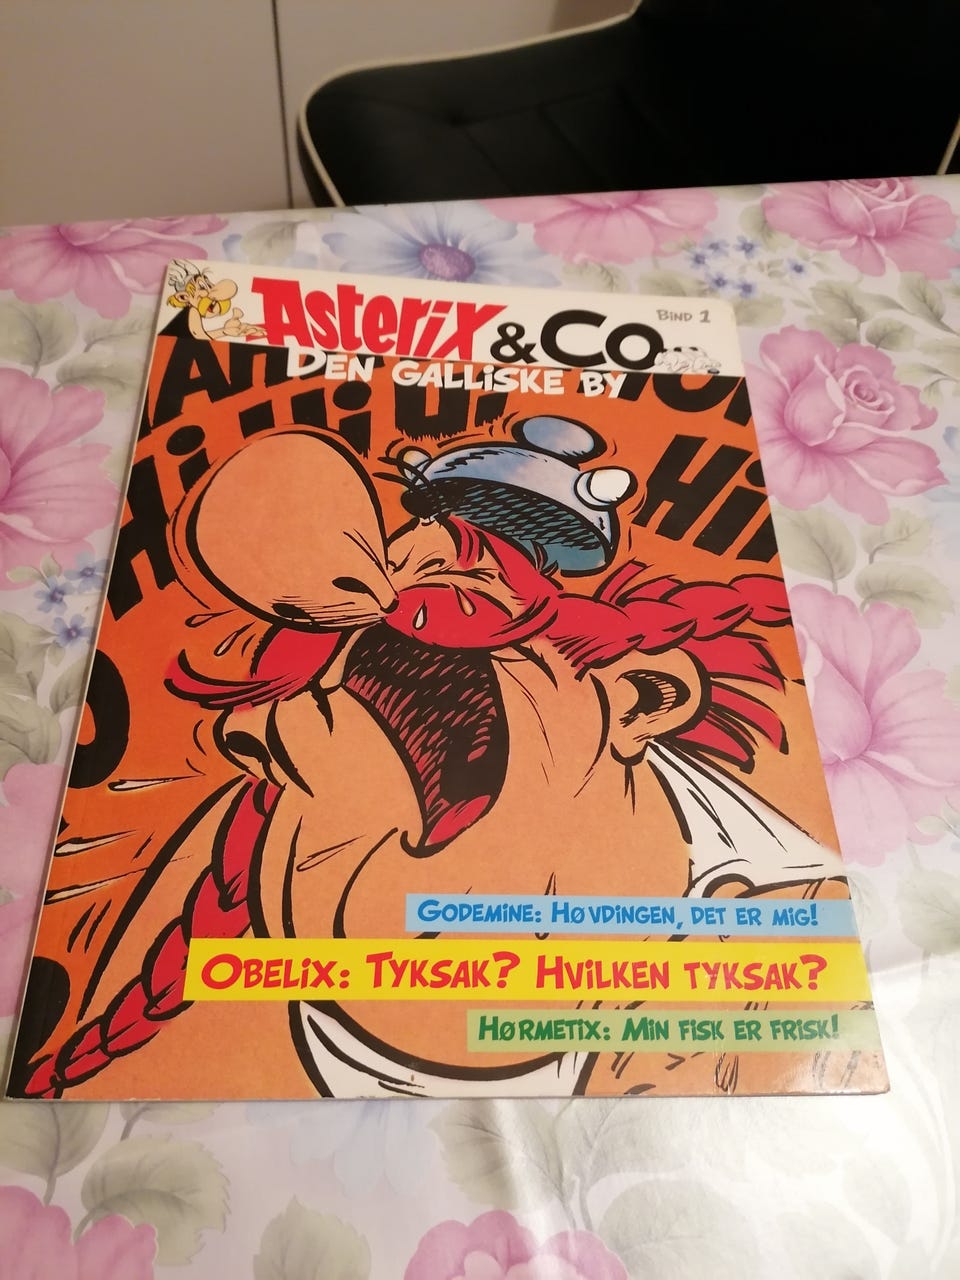 Asterix & Co...
BIND 1
DEN GALLISKE BY
Hi
GODEMINE: HØVDINGEN, DET ER MIG!
OBELIX: TYKSAK? HVILKEN TYKSAK?
HØRMETIX: MIN FISK ER FRISK!